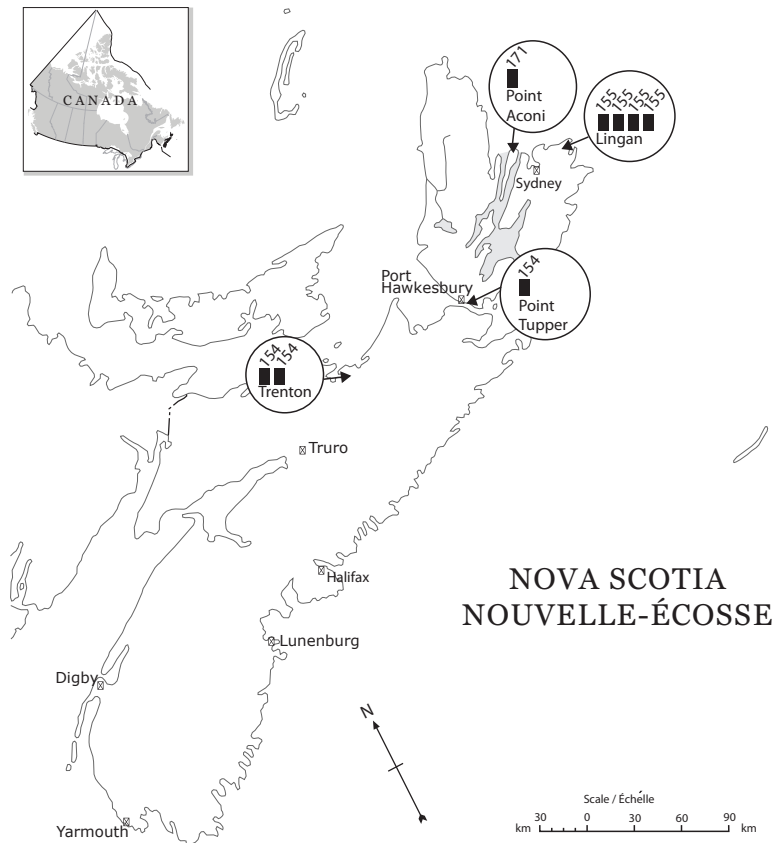 CANADA
171
Point
Aconi
155 155 155 155
Lingan
Sydney
Port
Hawkesbury
154
Point
Tupper
154 154
Trenton
Truro
Halifax
NOVA SCOTIA
NOUVELLE-ÉCOSSE
Lunenburg
Digby
N
Yarmouth
Scale / Échelle
km 30 0 30 60 90 km